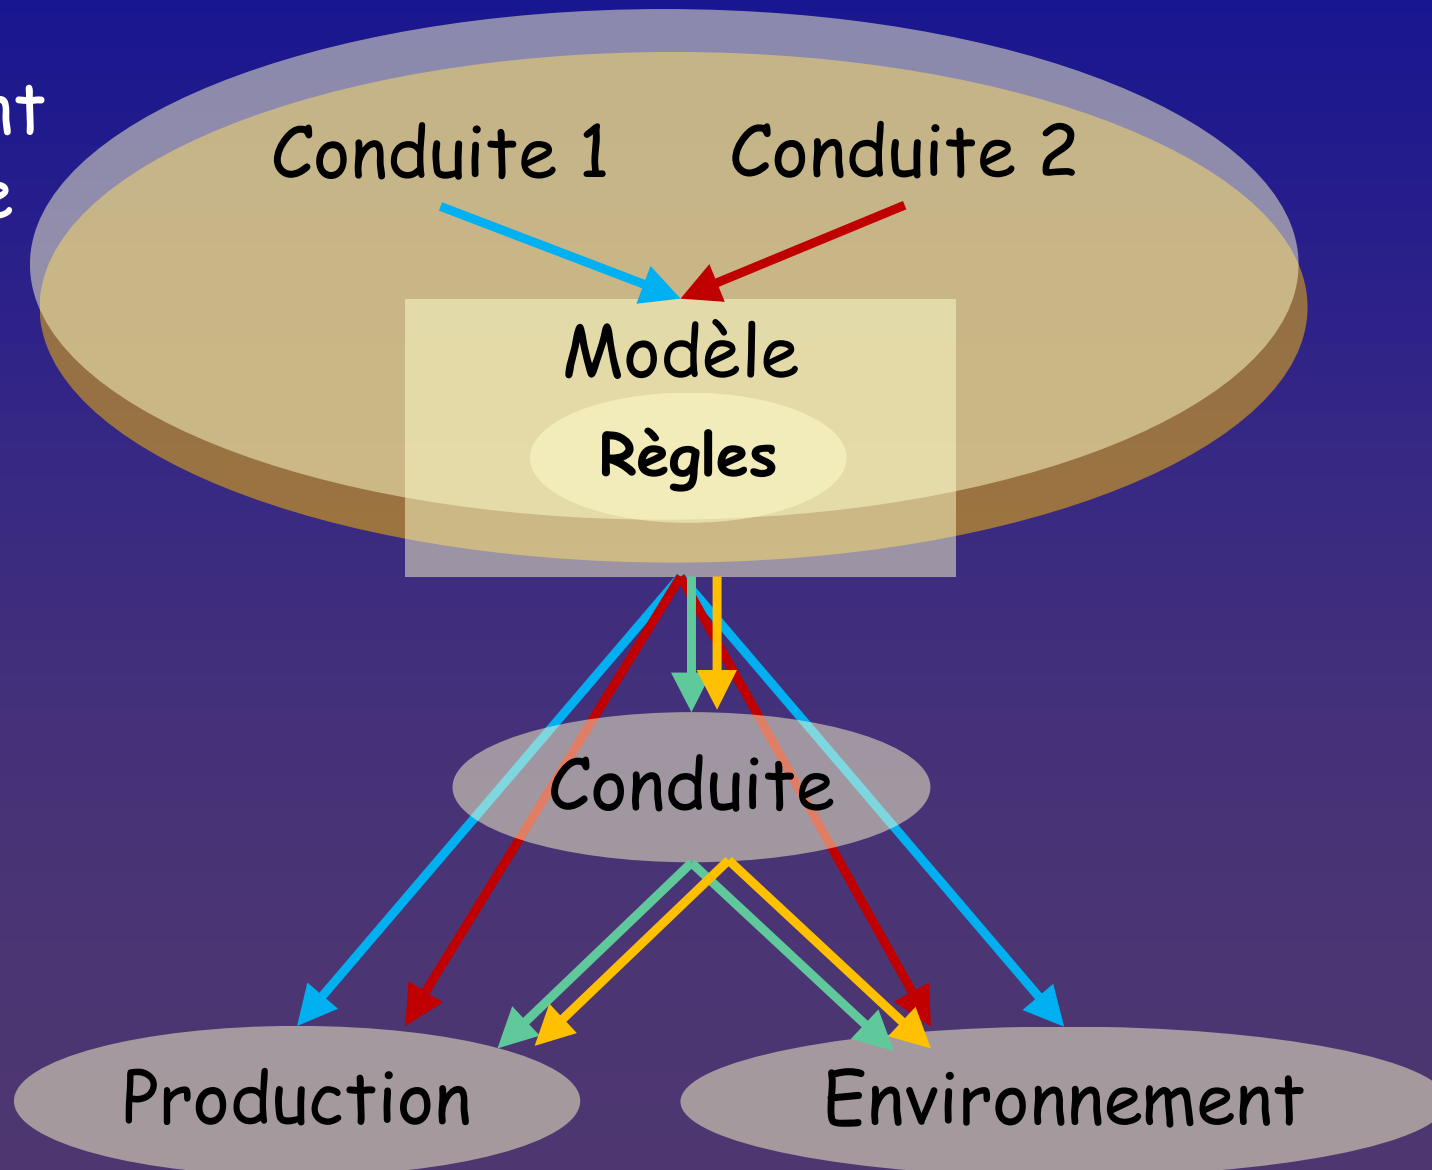 Conduite 1 Conduite 2
Modèle
Règles
Conduite
Production Environnement